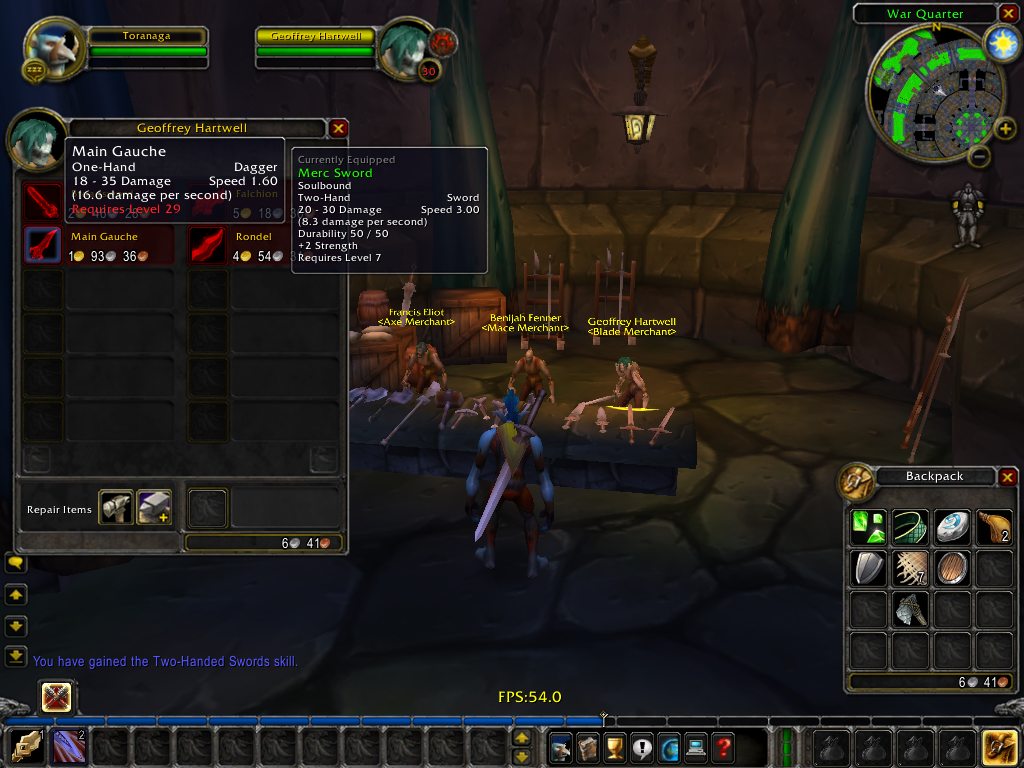 Toranaga
zzz
Geoffrey Hartwell
30
War Quarter
N
Geoffrey Hartwell
Main Gauche
One-Hand Dagger
18 - 35 Damage Speed 1.60
(16.6 damage per second)
Requires Level 29
Falchion
5 18
Currently Equipped
Merc Sword
Soulbound
Two-Hand Sword
20 - 30 Damage Speed 3.00
(8.3 damage per second)
Durability 50 / 50
+2 Strength
Requires Level 7
Main Gauche
1 93 36
Rondel
4 54
Francis Eliot
<Axe Merchant>
Benijah Fenner
<Mace Merchant>
Geoffrey Hartwell
<Blade Merchant>
Repair Items
6 41
Backpack
2
7
6 41
You have gained the Two-Handed Swords skill.
FPS:54.0
1 2